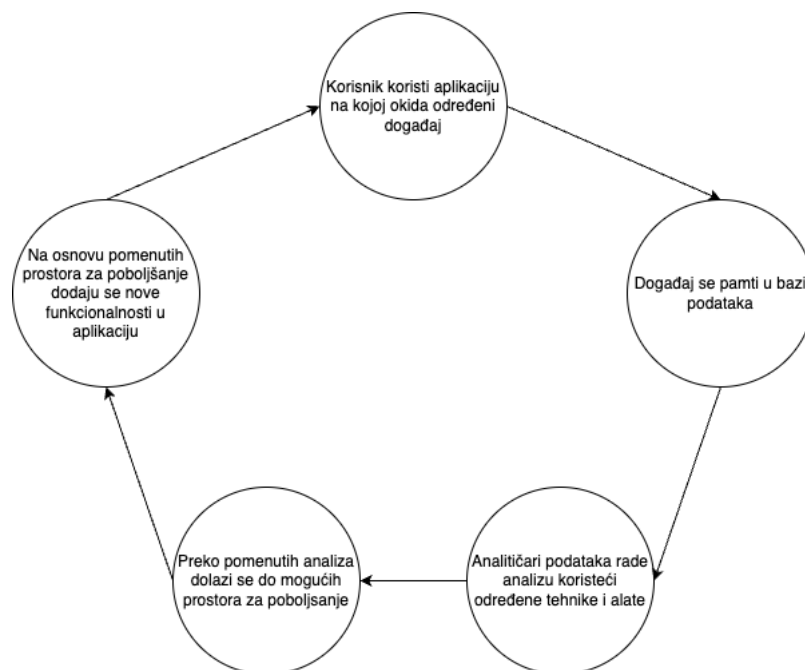 Korisnik koristi aplikaciju
na kojoj okida određeni
događaj
Događaj se pamti u bazi
podataka
Analitičari podataka rade
analizu koristeći
određene tehnike i alate
Preko pomenutih analiza
dolazi se do mogućih
prostora za poboljsanje
Na osnovu pomenutih
prostora za poboljšanje
dodaju se nove
funkcionalnosti u
aplikaciju